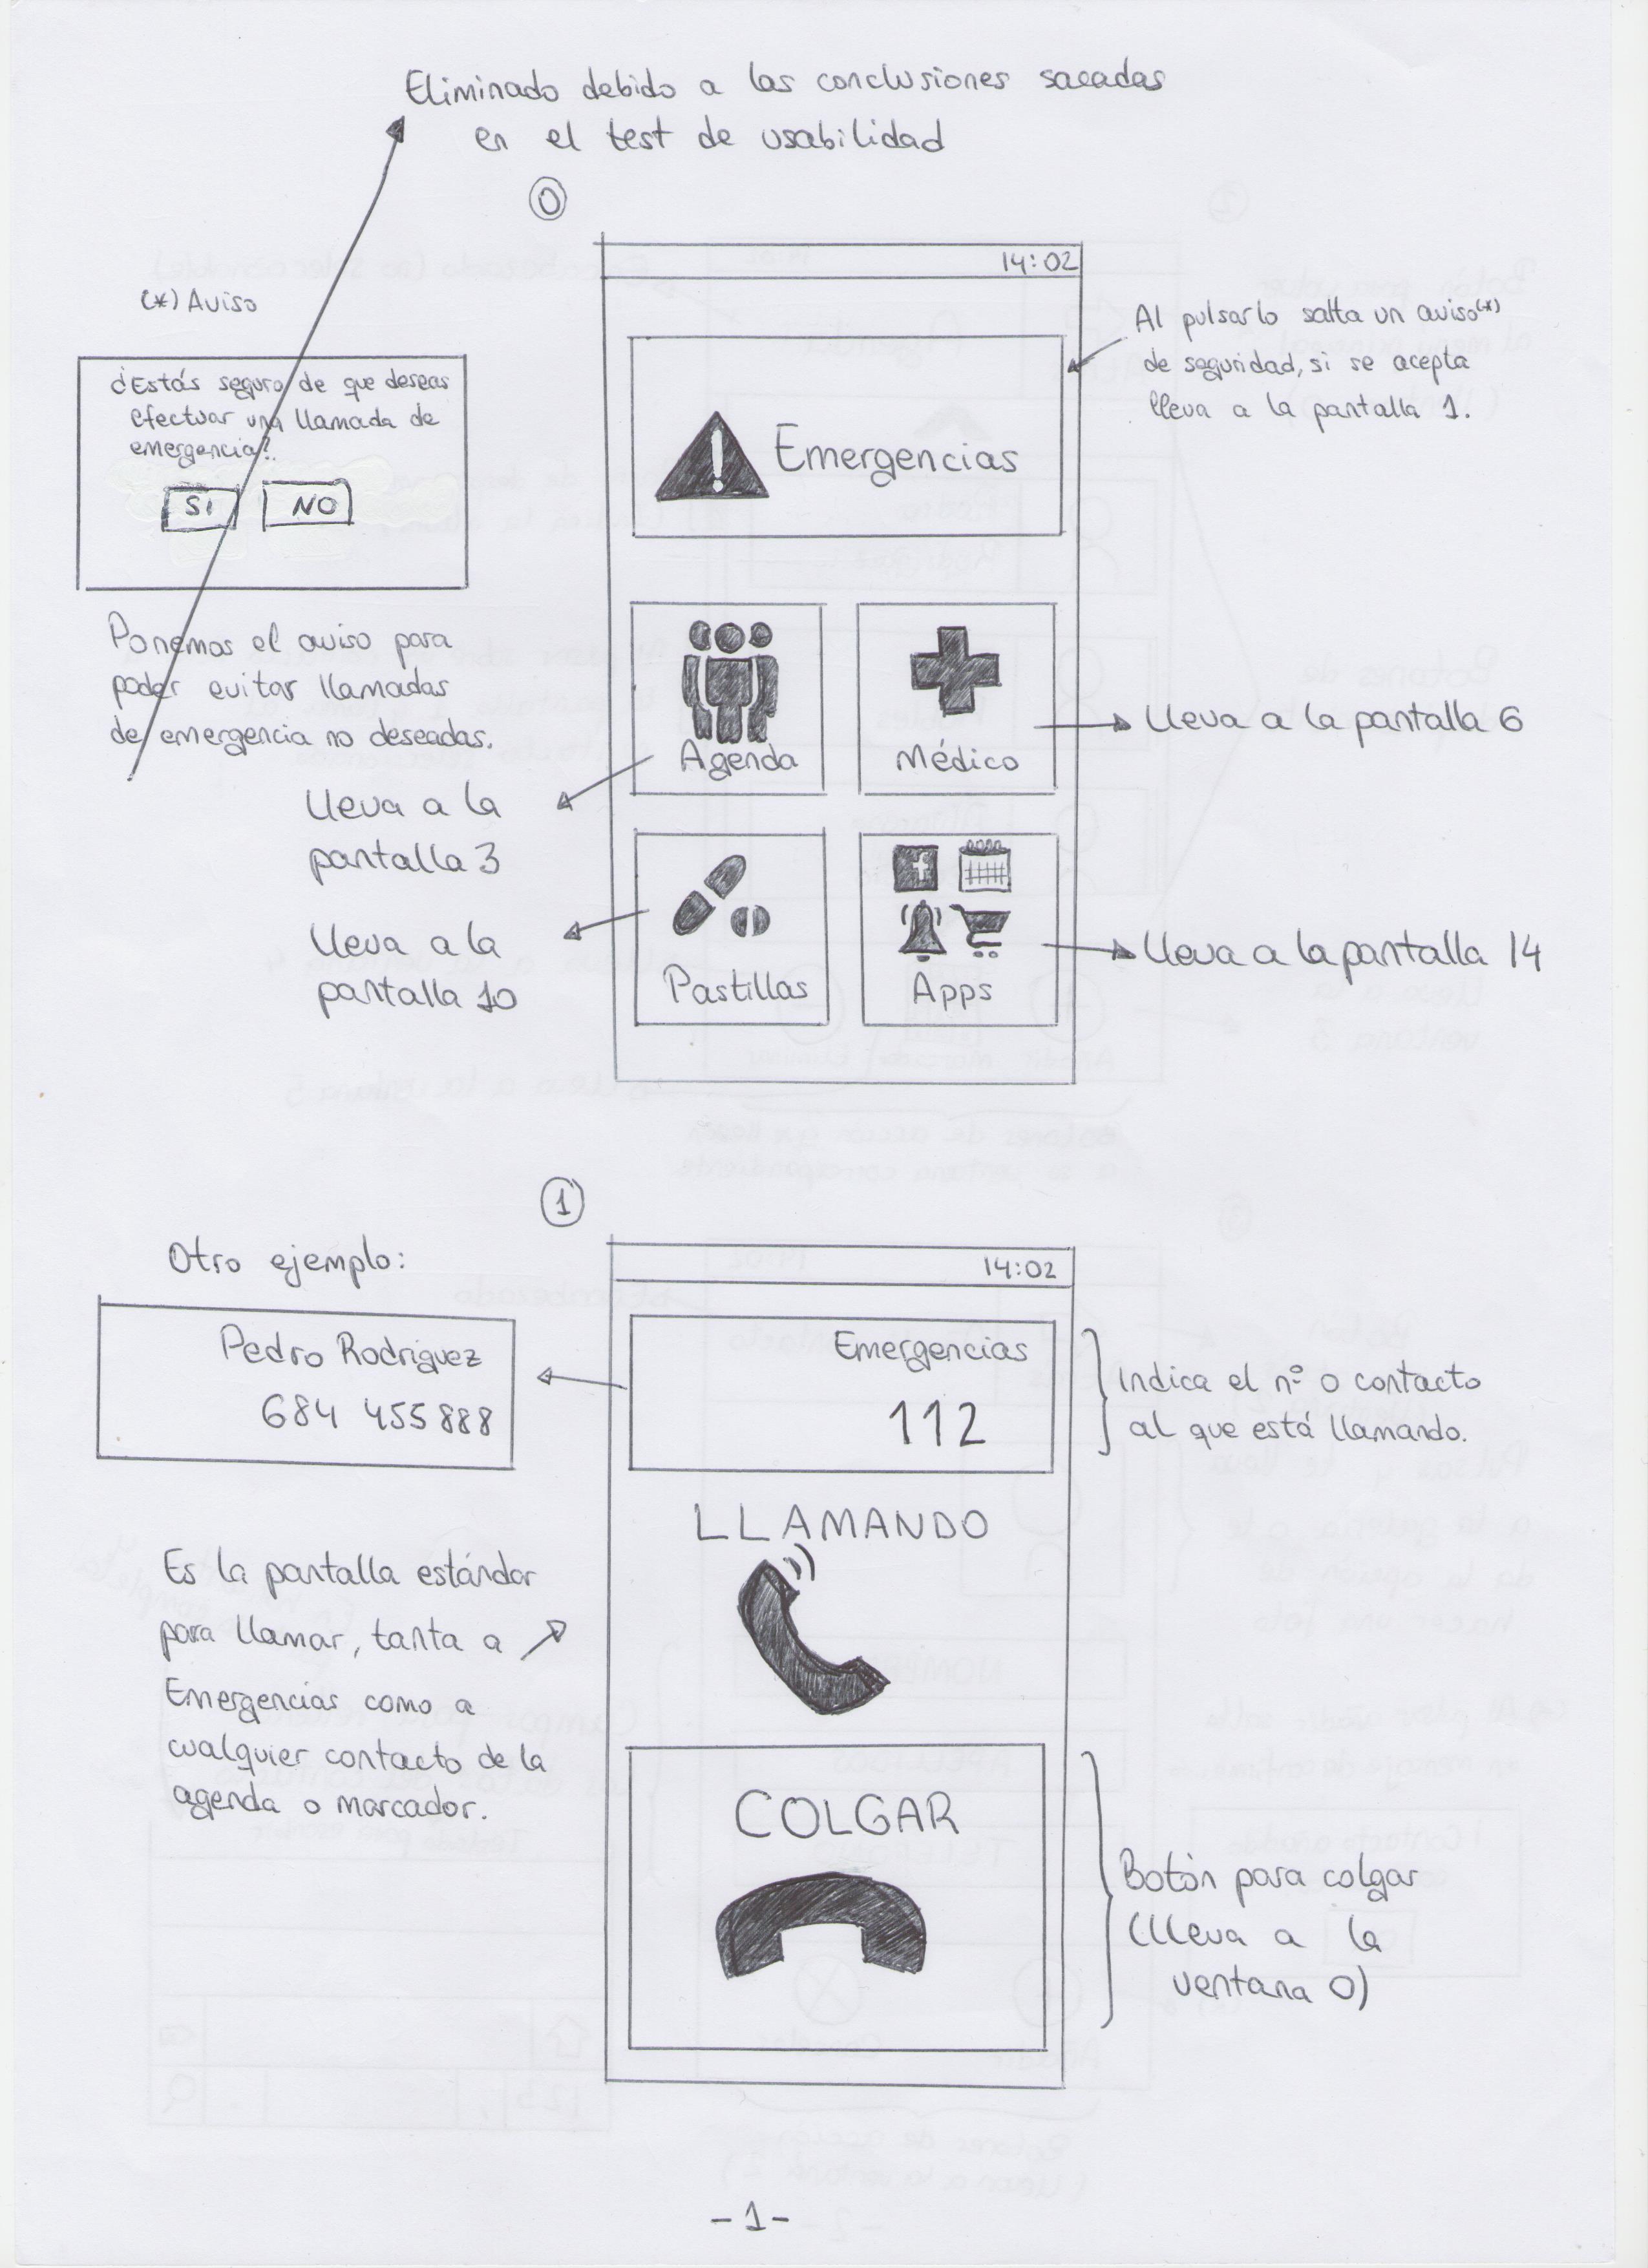 Eliminado debido a las conclusiones sacadas
en el test de usabilidad
0
14:02
(*) Aviso
Al pulsarlo salta un aviso(*)
de seguridad, si se acepta
lleva a la pantalla 1.
¿Estás seguro de que deseas
efectuar una llamada de
emergencia?
SI NO
Emergencias
Ponemos el aviso para
poder evitar llamadas
de emergencia no deseadas.
Agenda
Médico
Lleva a la pantalla 6
Lleva a la
pantalla 3
Pastillas
Apps
Lleva a la pantalla 14
Lleva a la
pantalla 10
1
Otro ejemplo:
14:02
Pedro Rodriguez
684 455888
Emergencias
112
Indica el nº o contacto
al que está llamando.
LLAMANDO
Es la pantalla estándar
para llamar, tanta a
Emergencias como a
cualquier contacto de la
agenda o marcador.
COLGAR
Botón para colgar
(lleva a la
ventana 0)
-1-